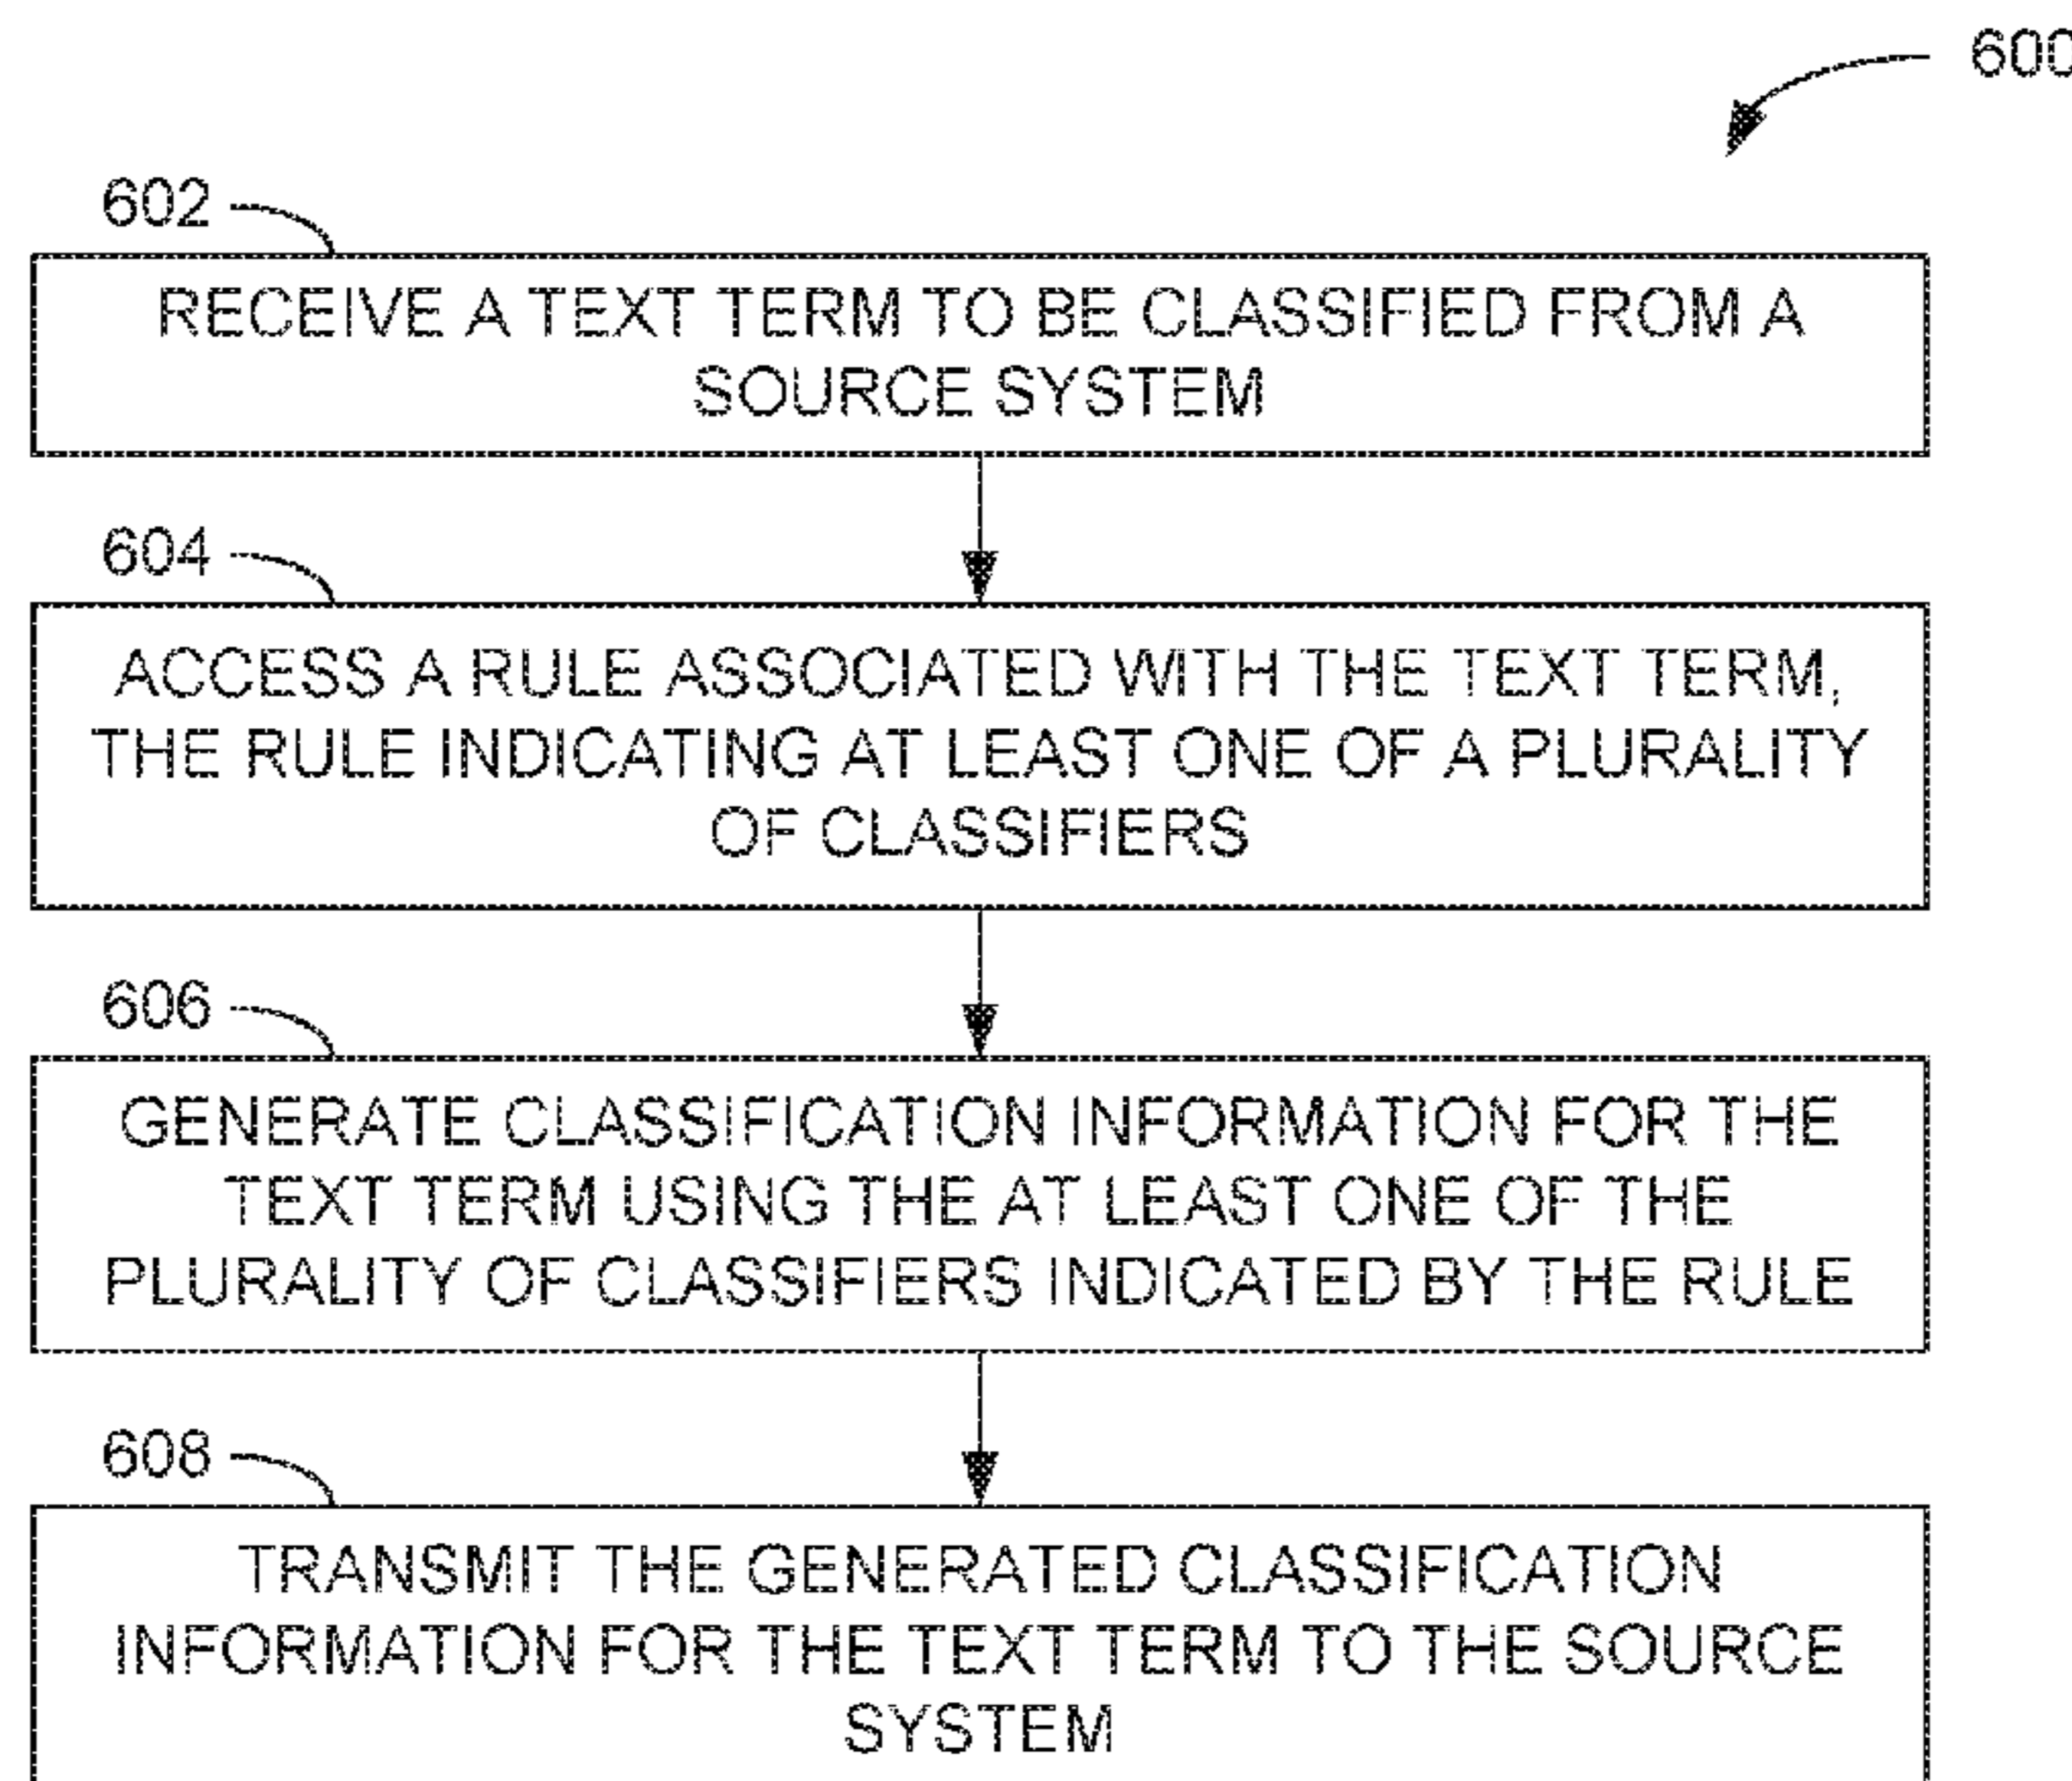 600
602
RECEIVE A TEXT TERM TO BE CLASSIFIED FROM A
SOURCE SYSTEM
604
ACCESS A RULE ASSOCIATED WITH THE TEXT TERM,
THE RULE INDICATING AT LEAST ONE OF A PLURALITY
OF CLASSIFIERS
606
GENERATE CLASSIFICATION INFORMATION FOR THE
TEXT TERM USING THE AT LEAST ONE OF THE
PLURALITY OF CLASSIFIERS INDICATED BY THE RULE
608
TRANSMIT THE GENERATED CLASSIFICATION
INFORMATION FOR THE TEXT TERM TO THE SOURCE
SYSTEM